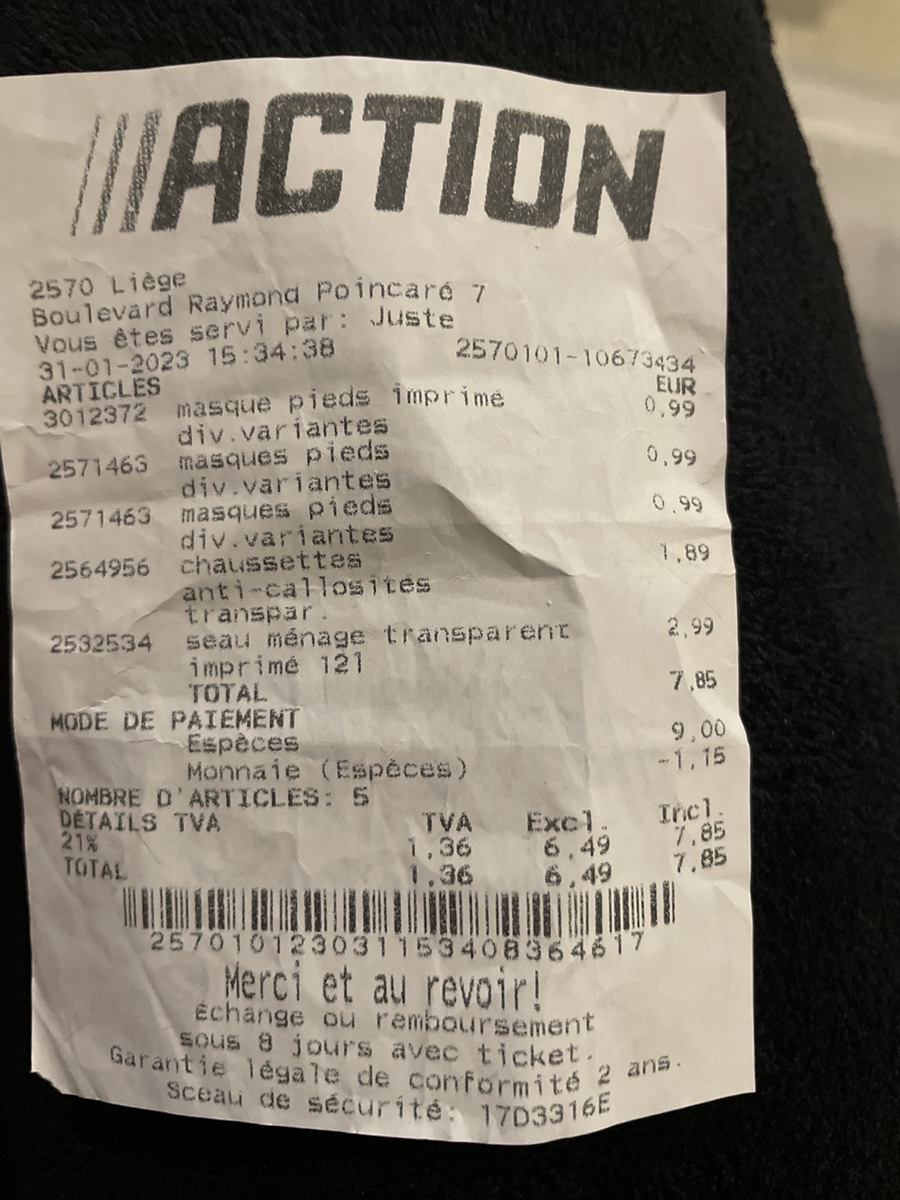 ACTION
2570 Liège
Boulevard Raymond Poincaré 7
Vous êtes servi par: Juste
31-01-2023 15:34:38 2570101-10673434
ARTICLES EUR
3012372 masque pieds imprimé 0,99
div.variantes
2571463 masques pieds 0,99
div.variantes
2571463 masques pieds 0,99
div.variantes
2564956 chaussettes 1,89
anti-callosités
transpar.
2532534 seau ménage transparent 2,99
imprimé 12l
TOTAL 7,85
MODE DE PAIEMENT
Espèces 9,00
Monnaie (Espèces) -1,15
NOMBRE D'ARTICLES: 5
DÉTAILS TVA TVA Excl. Incl.
21% 1,36 6,49 7,85
TOTAL 1,36 6,49 7,85
257010123031153408364617
Merci et au revoir!
Échange ou remboursement
sous 8 jours avec ticket.
Garantie légale de conformité 2 ans.
Sceau de sécurité: 17D3316E